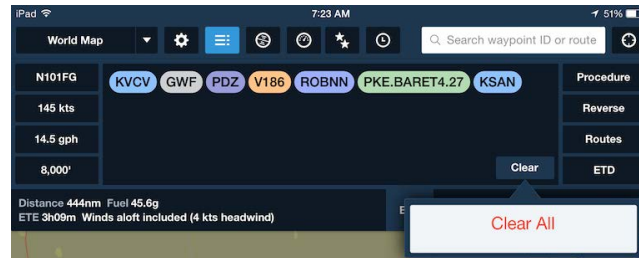 iPad 7:23 AM 51%
World Map Search waypoint ID or route
N101FG KVCV GWF PDZ V186 ROBNN PKE.BARET4.27 KSAN Procedure
145 kts Reverse
14.5 gph Routes
8,000' Clear ETD
Distance 444nm Fuel 45.6g
ETE 3h09m Winds aloft included (4 kts headwind) E
Clear All